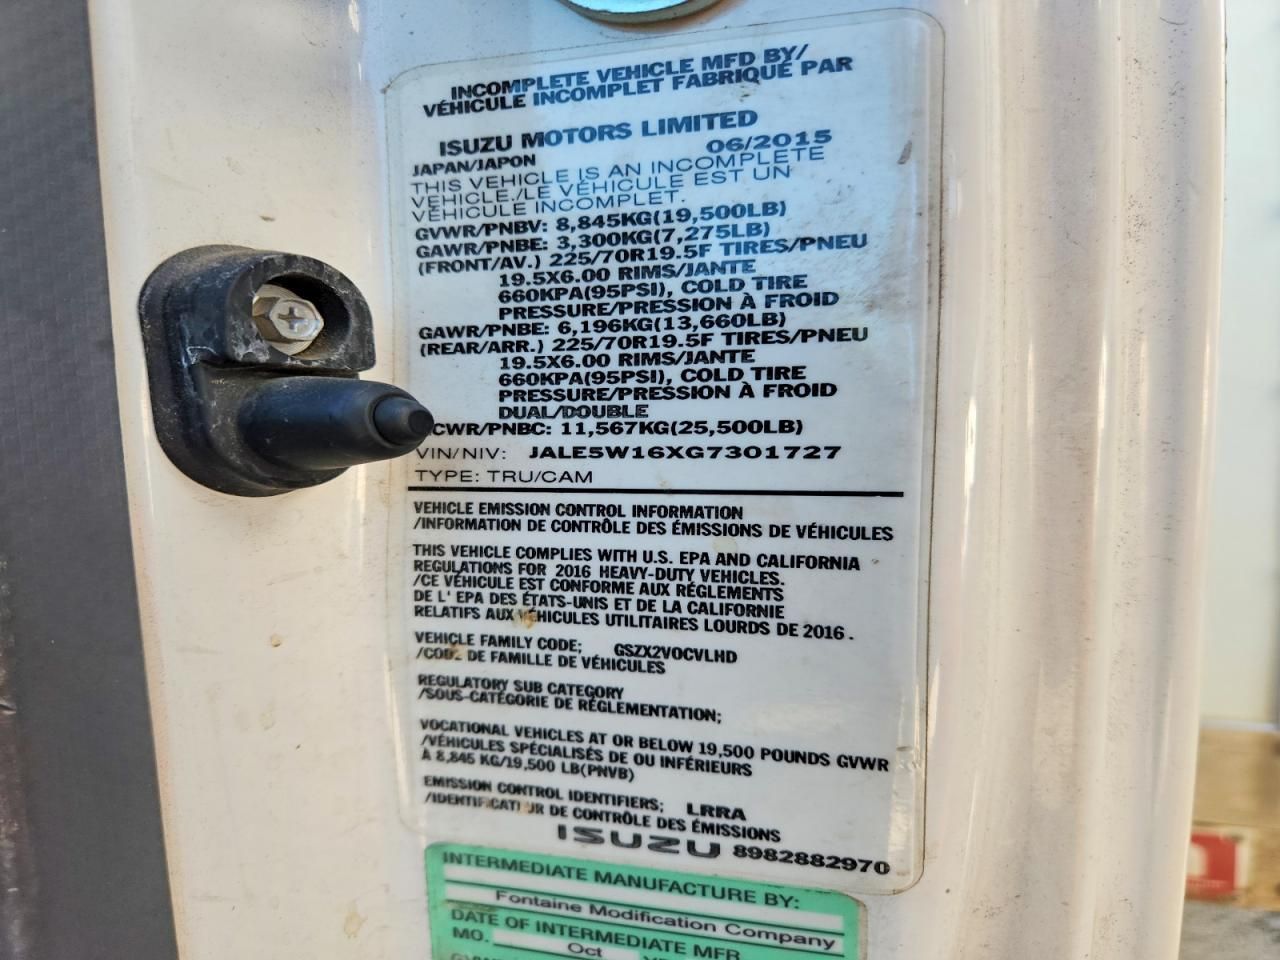 INCOMPLETE VEHICLE MFD BY/
VÉHICULE INCOMPLET FABRIQUÉ PAR
ISUZU MOTORS LIMITED
JAPAN/JAPON 06/2015
THIS VEHICLE IS AN INCOMPLETE
VEHICLE./LE VÉHICULE EST UN
VÉHICULE INCOMPLET.
GVWR/PNBV: 8,845KG(19,500LB)
GAWR/PNBE: 3,300KG(7,275LB)
(FRONT/AV.) 225/70R19.5F TIRES/PNEU
19.5X6.00 RIMS/JANTE
660KPA(95PSI), COLD TIRE
PRESSURE/PRESSION À FROID
GAWR/PNBE: 6,196KG(13,660LB)
(REAR/ARR.) 225/70R19.5F TIRES/PNEU
19.5X6.00 RIMS/JANTE
660KPA(95PSI), COLD TIRE
PRESSURE/PRESSION À FROID
DUAL/DOUBLE
CWR/PNBC: 11,567KG(25,500LB)
VIN/NIV: JALE5W16XG7301727
TYPE: TRU/CAM
VEHICLE EMISSION CONTROL INFORMATION
/INFORMATION DE CONTRÔLE DES ÉMISSIONS DE VÉHICULES
THIS VEHICLE COMPLIES WITH U.S. EPA AND CALIFORNIA
REGULATIONS FOR 2016 HEAVY-DUTY VEHICLES.
/CE VÉHICULE EST CONFORME AUX RÉGLEMENTS
DE L' EPA DES ÉTATS-UNIS ET DE LA CALIFORNIE
RELATIFS AUX VÉHICULES UTILITAIRES LOURDS DE 2016 .
VEHICLE FAMILY CODE; GSZX2VOCVLHD
/CODE DE FAMILLE DE VÉHICULES
REGULATORY SUB CATEGORY
/SOUS-CATÉGORIE DE RÉGLEMENTATION;
VOCATIONAL VEHICLES AT OR BELOW 19,500 POUNDS GVWR
/VÉHICULES SPÉCIALISÉS DE OU INFÉRIEURS
À 8,845 KG/19,500 LB(PNVB)
EMISSION CONTROL IDENTIFIERS; LRRA
/IDENTIFICATEUR DE CONTRÔLE DES ÉMISSIONS
ISUZU 8982882970
INTERMEDIATE MANUFACTURE BY:
Fontaine Modification Company
DATE OF INTERMEDIATE MFR
MO. Oct